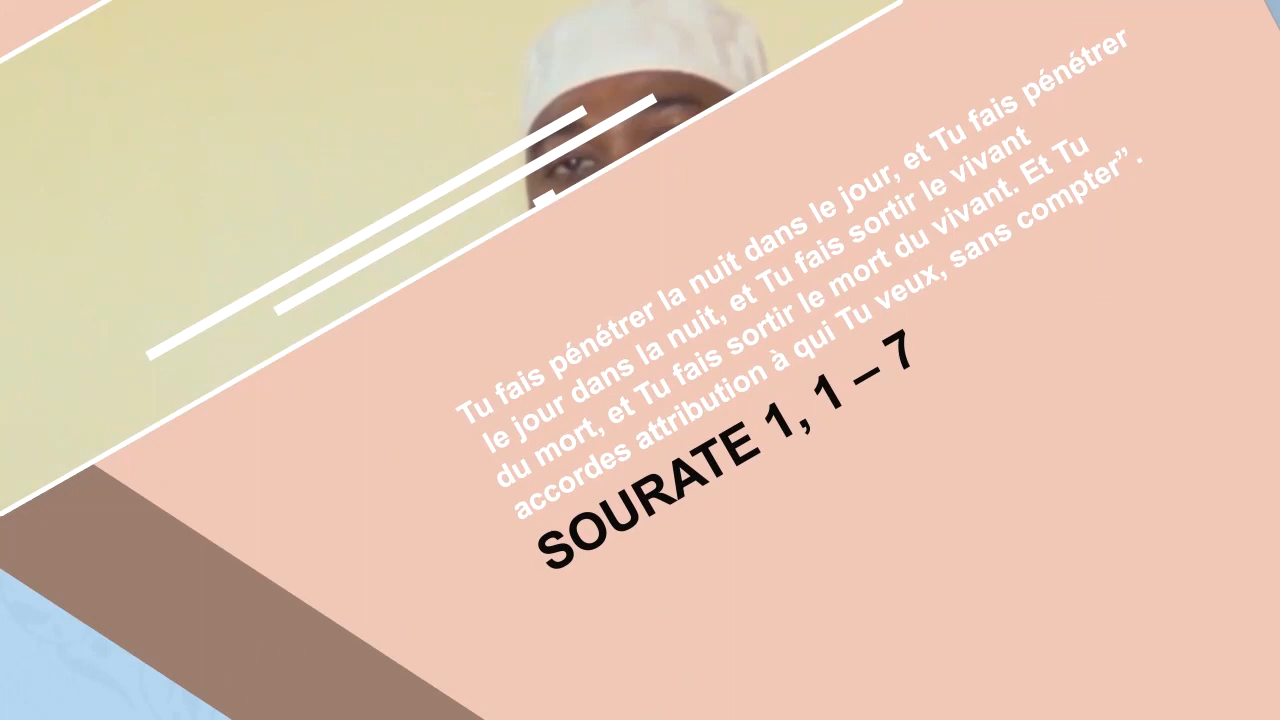 Tu fais pénétrer la nuit dans le jour, et Tu fais pénétrer
le jour dans la nuit, et Tu fais sortir le vivant
du mort, et Tu fais sortir le mort du vivant. Et Tu
accordes attribution à qui Tu veux, sans compter” .
SOURATE 1, 1 – 7